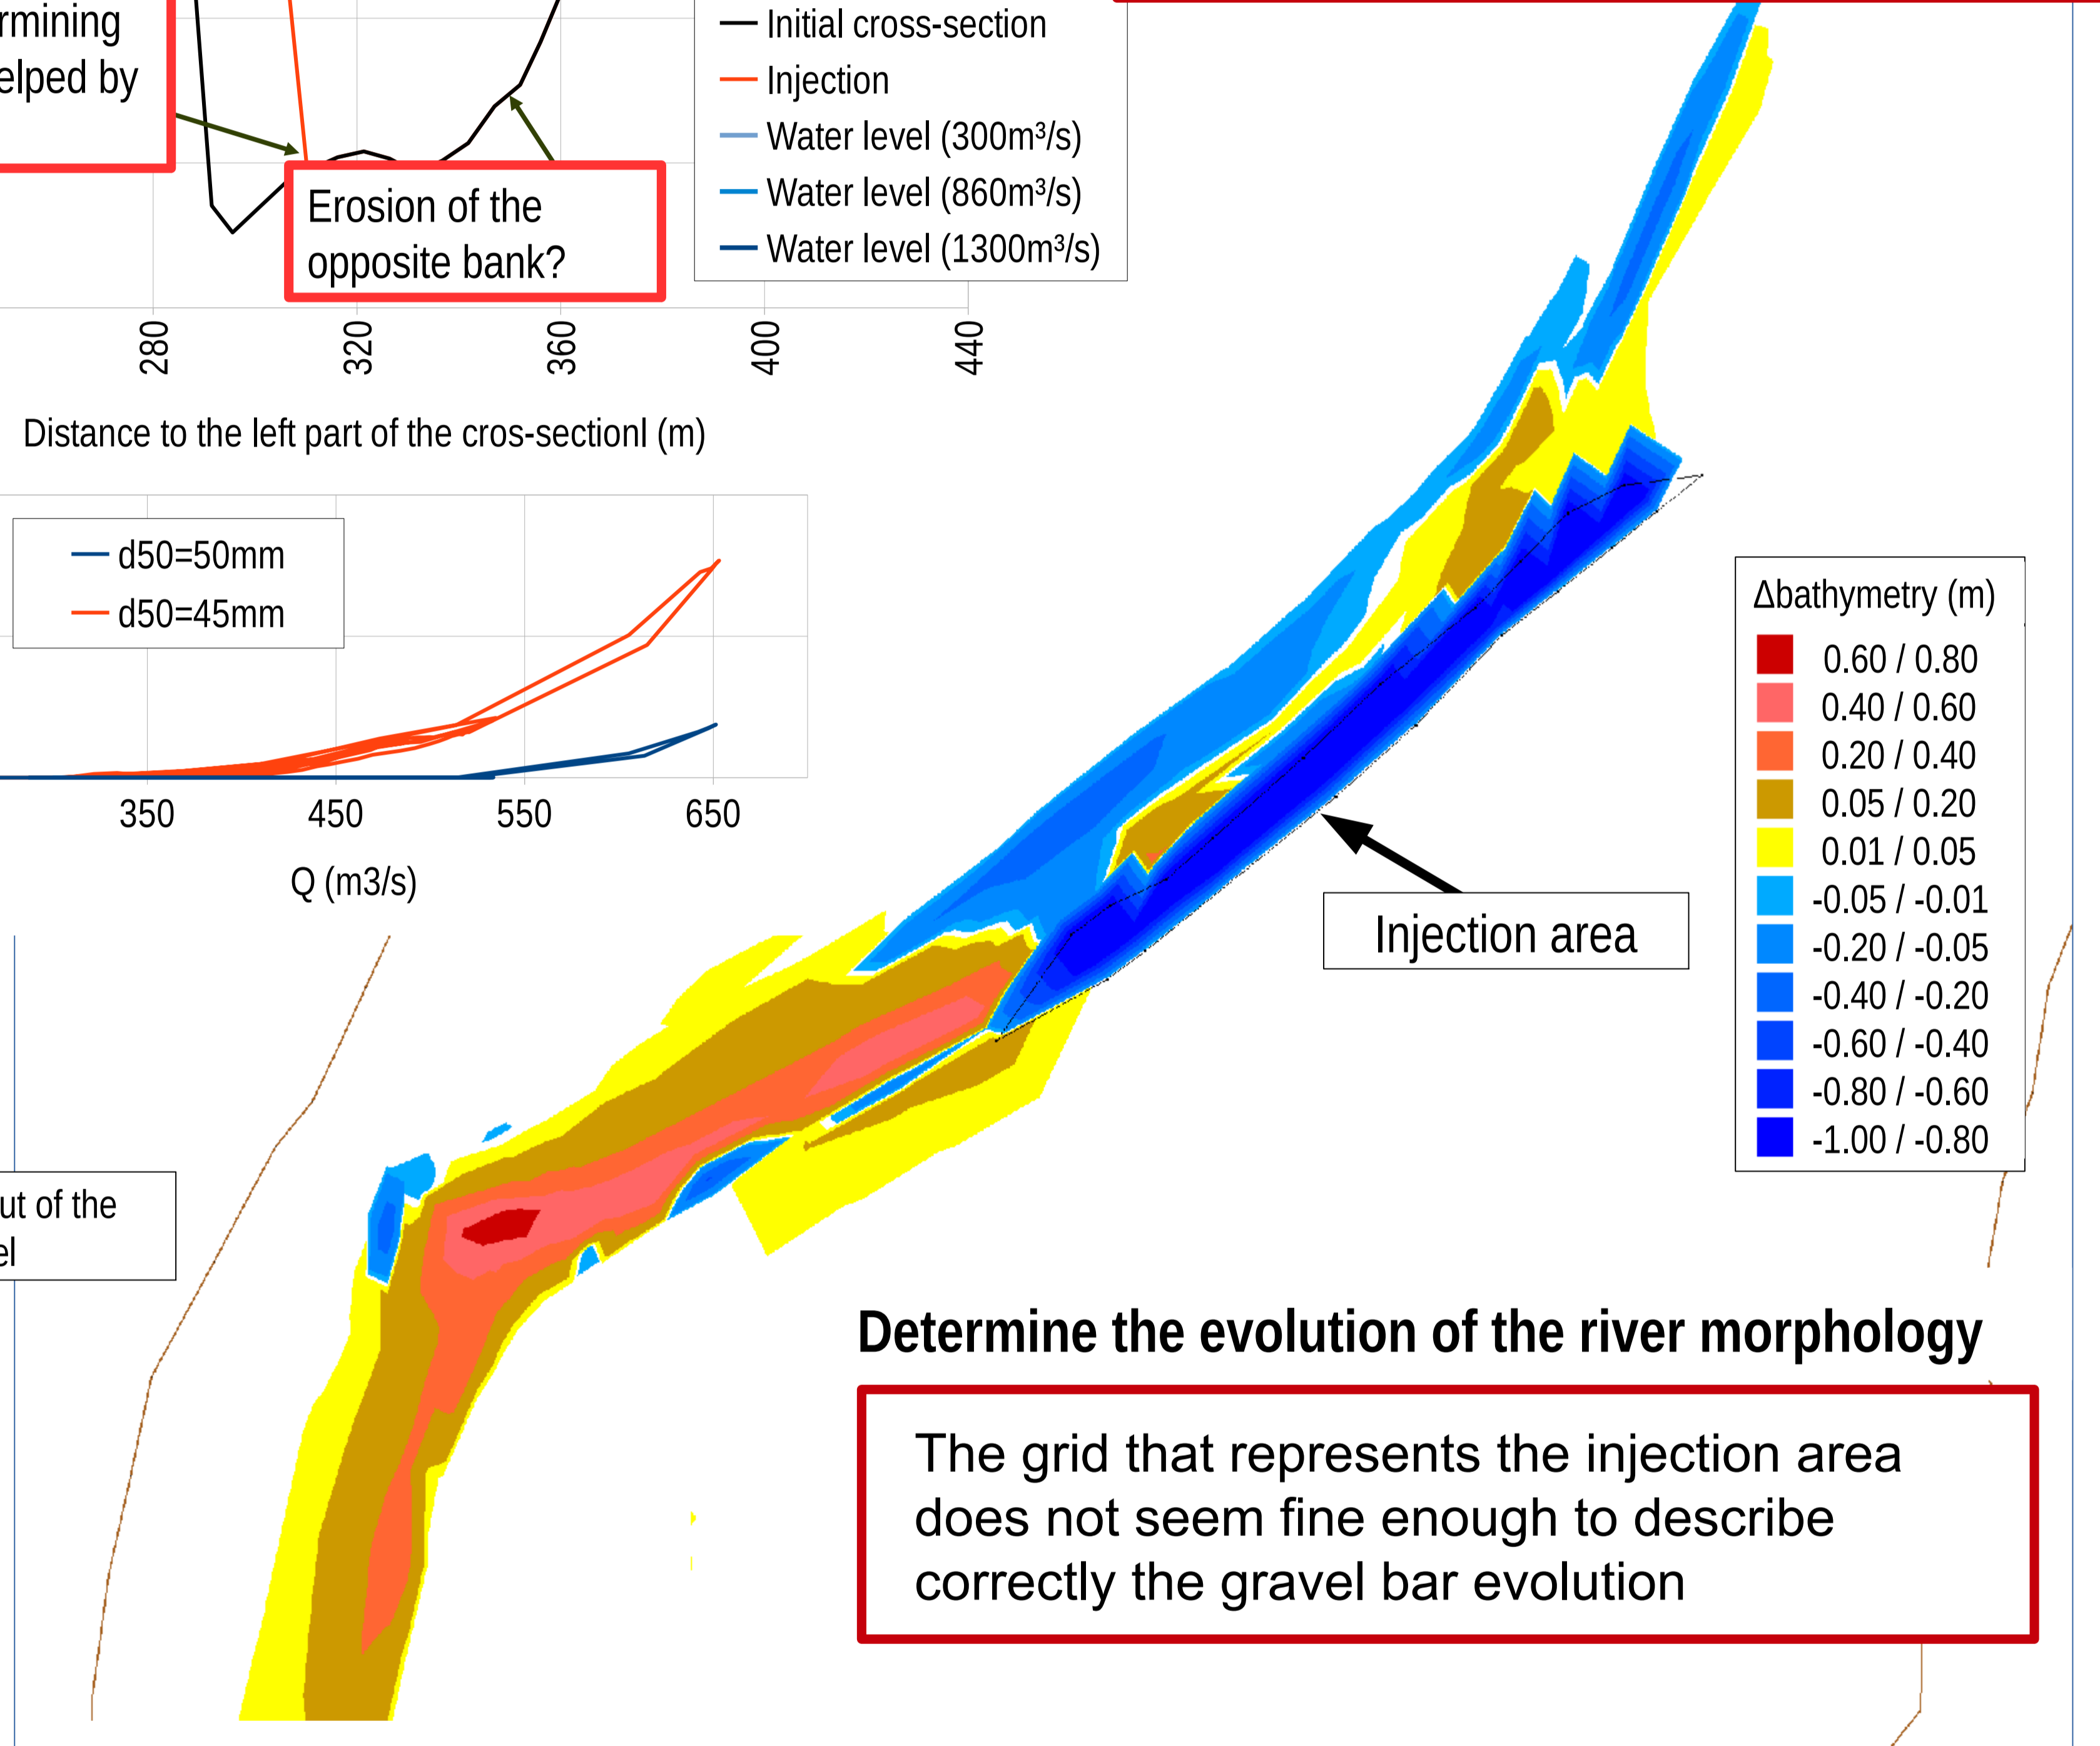 elped by
Erosion of the
opposite bank?
Initial cross-section
Injection
Water level (300m³/s)
Water level (860m³/s)
Water level (1300m³/s)
280
320
360
400
440
Distance to the left part of the cros-sectionl (m)
d50=50mm
d50=45mm
350
450
550
650
Q (m3/s)
Injection area
Δbathymetry (m)
0.60 / 0.80
0.40 / 0.60
0.20 / 0.40
0.05 / 0.20
0.01 / 0.05
-0.05 / -0.01
-0.20 / -0.05
-0.40 / -0.20
-0.60 / -0.40
-0.80 / -0.60
-1.00 / -0.80
ut of the
el
Determine the evolution of the river morphology
The grid that represents the injection area
does not seem fine enough to describe
correctly the gravel bar evolution